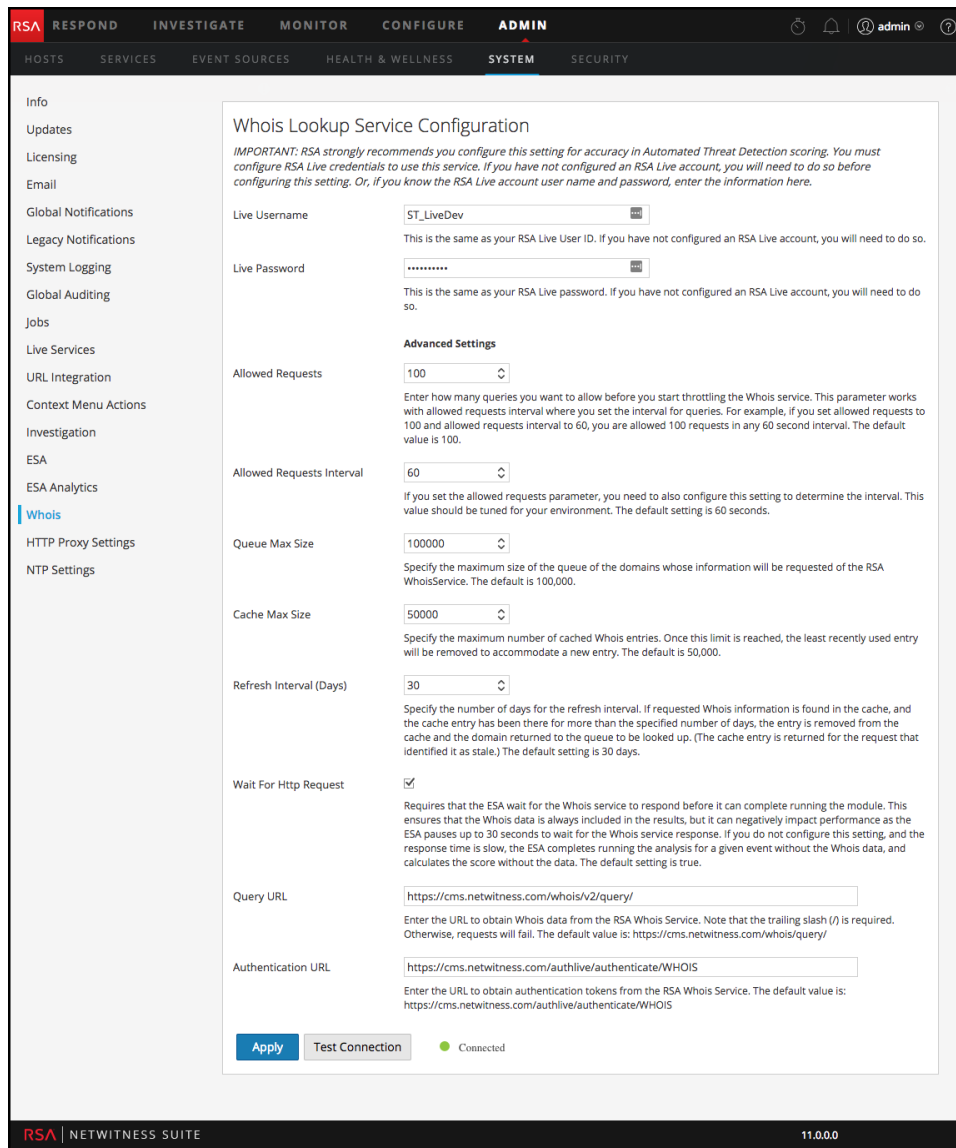 RSA RESPOND INVESTIGATE MONITOR CONFIGURE ADMIN admin ?
HOSTS SERVICES EVENT SOURCES HEALTH & WELLNESS SYSTEM SECURITY
Info
Updates
Licensing
Email
Global Notifications
Legacy Notifications
System Logging
Global Auditing
Jobs
Live Services
URL Integration
Context Menu Actions
Investigation
ESA
ESA Analytics
Whois
HTTP Proxy Settings
NTP Settings
Whois Lookup Service Configuration
IMPORTANT: RSA strongly recommends you configure this setting for accuracy in Automated Threat Detection scoring. You must
configure RSA Live credentials to use this service. If you have not configured an RSA Live account, you will need to do so before
configuring this setting. Or, if you know the RSA Live account user name and password, enter the information here.
Live Username ST_LiveDev
This is the same as your RSA Live User ID. If you have not configured an RSA Live account, you will need to do so.
Live Password ••••••••••
This is the same as your RSA Live password. If you have not configured an RSA Live account, you will need to do
so.
Advanced Settings
Allowed Requests 100
Enter how many queries you want to allow before you start throttling the Whois service. This parameter works
with allowed requests interval where you set the interval for queries. For example, if you set allowed requests to
100 and allowed requests interval to 60, you are allowed 100 requests in any 60 second interval. The default
value is 100.
Allowed Requests Interval 60
If you set the allowed requests parameter, you need to also configure this setting to determine the interval. This
value should be tuned for your environment. The default setting is 60 seconds.
Queue Max Size 100000
Specify the maximum size of the queue of the domains whose information will be requested of the RSA
WhoisService. The default is 100,000.
Cache Max Size 50000
Specify the maximum number of cached Whois entries. Once this limit is reached, the least recently used entry
will be removed to accommodate a new entry. The default is 50,000.
Refresh Interval (Days) 30
Specify the number of days for the refresh interval. If requested Whois information is found in the cache, and
the cache entry has been there for more than the specified number of days, the entry is removed from the
cache and the domain returned to the queue to be looked up. (The cache entry is returned for the request that
identified it as stale.) The default setting is 30 days.
Wait For Http Request
Requires that the ESA wait for the Whois service to respond before it can complete running the module. This
ensures that the Whois data is always included in the results, but it can negatively impact performance as the
ESA pauses up to 30 seconds to wait for the Whois service response. If you do not configure this setting, and the
response time is slow, the ESA completes running the analysis for a given event without the Whois data, and
calculates the score without the data. The default setting is true.
Query URL https://cms.netwitness.com/whois/v2/query/
Enter the URL to obtain Whois data from the RSA Whois Service. Note that the trailing slash (/) is required.
Otherwise, requests will fail. The default value is: https://cms.netwitness.com/whois/query/
Authentication URL https://cms.netwitness.com/authlive/authenticate/WHOIS
Enter the URL to obtain authentication tokens from the RSA Whois Service. The default value is:
https://cms.netwitness.com/authlive/authenticate/WHOIS
Apply Test Connection Connected
RSA NETWITNESS SUITE 11.0.0.0